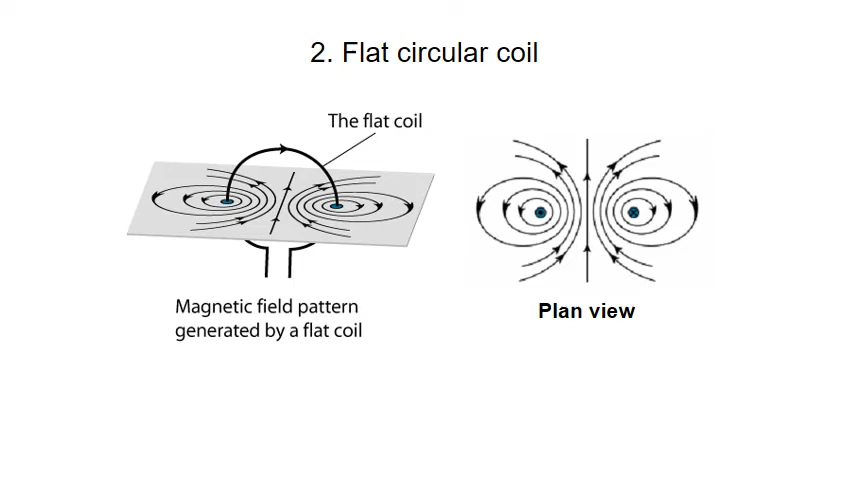 2. Flat circular coil
The flat coil
Magnetic field pattern
generated by a flat coil
Plan view